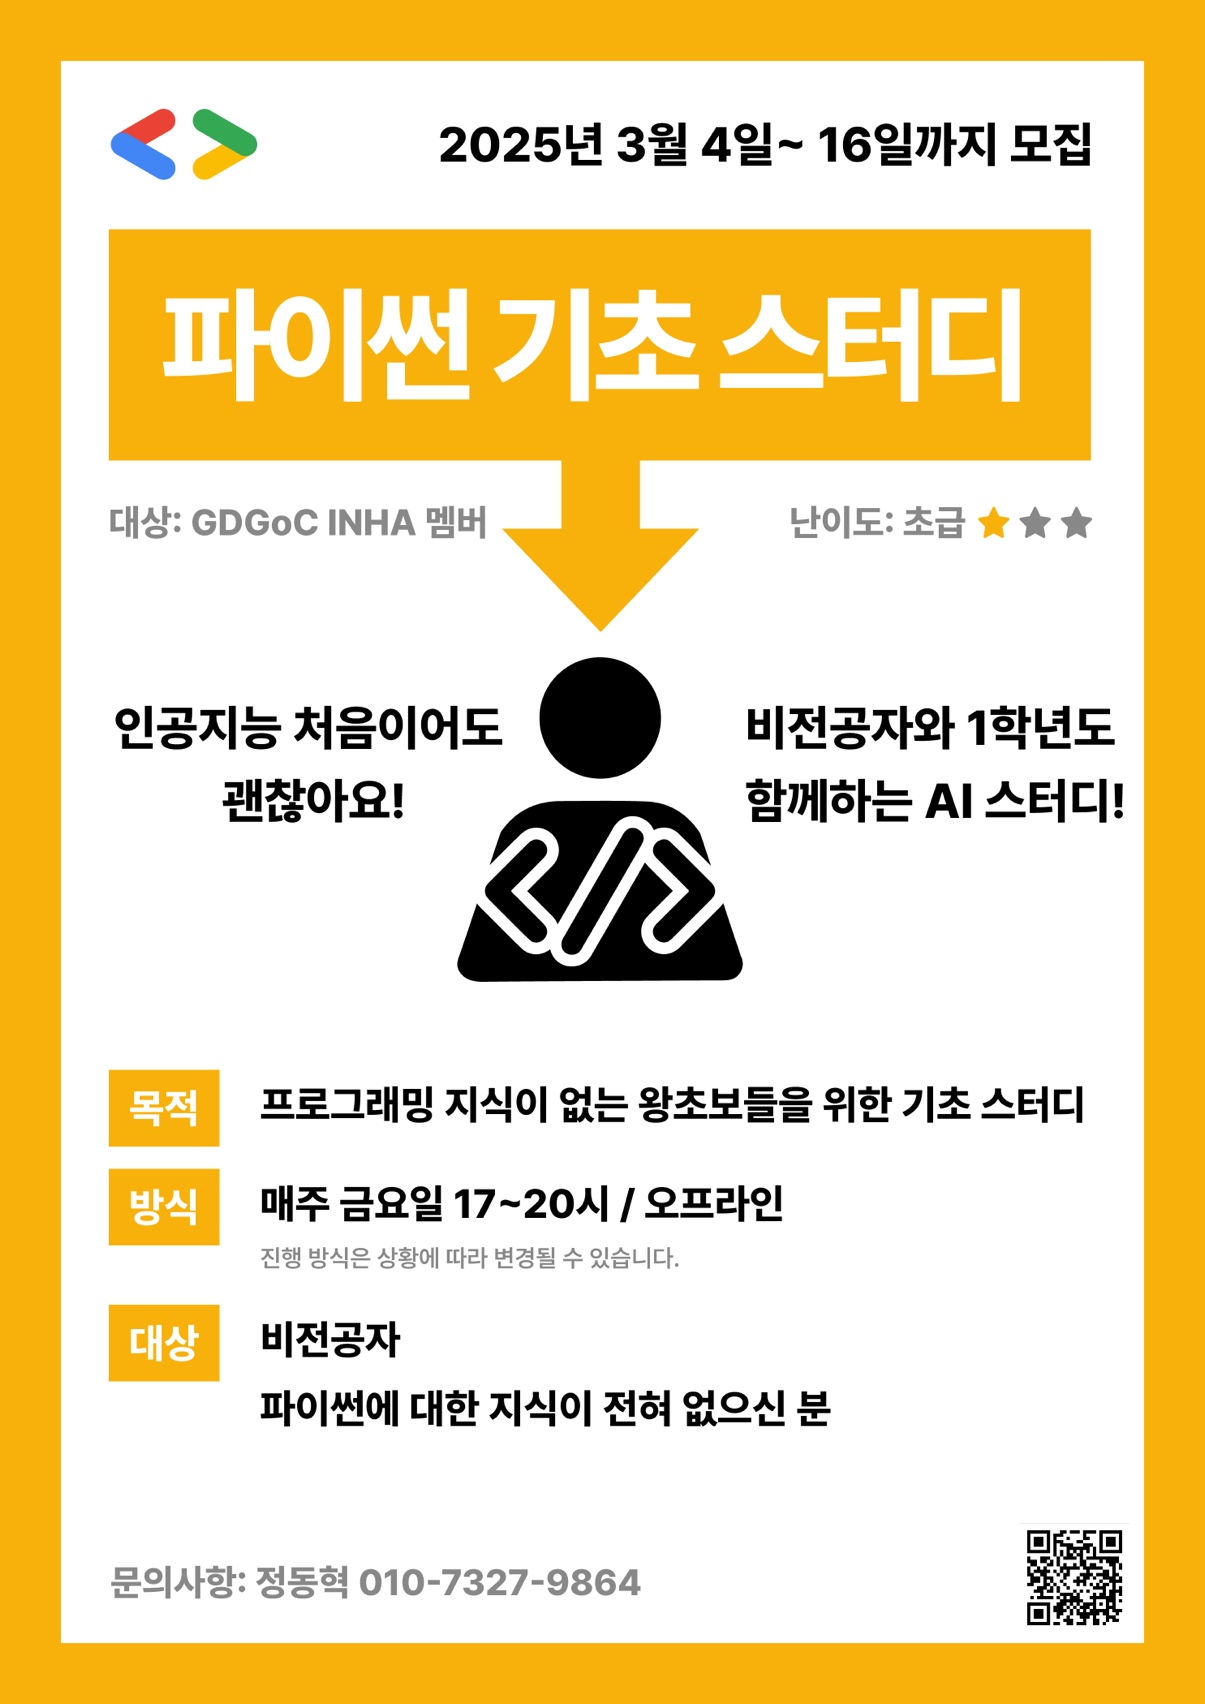 2025년 3월 4일~ 16일까지 모집
파이썬 기초 스터디
대상: GDGoC INHA 멤버
난이도: 초급
인공지능 처음이어도
괜찮아요!
비전공자와 1학년도
함께하는 AI 스터디!
목적
프로그래밍 지식이 없는 왕초보들을 위한 기초 스터디
방식
매주 금요일 17~20시 / 오프라인
진행 방식은 상황에 따라 변경될 수 있습니다.
대상
비전공자
파이썬에 대한 지식이 전혀 없으신 분
문의사항: 정동혁 010-7327-9864